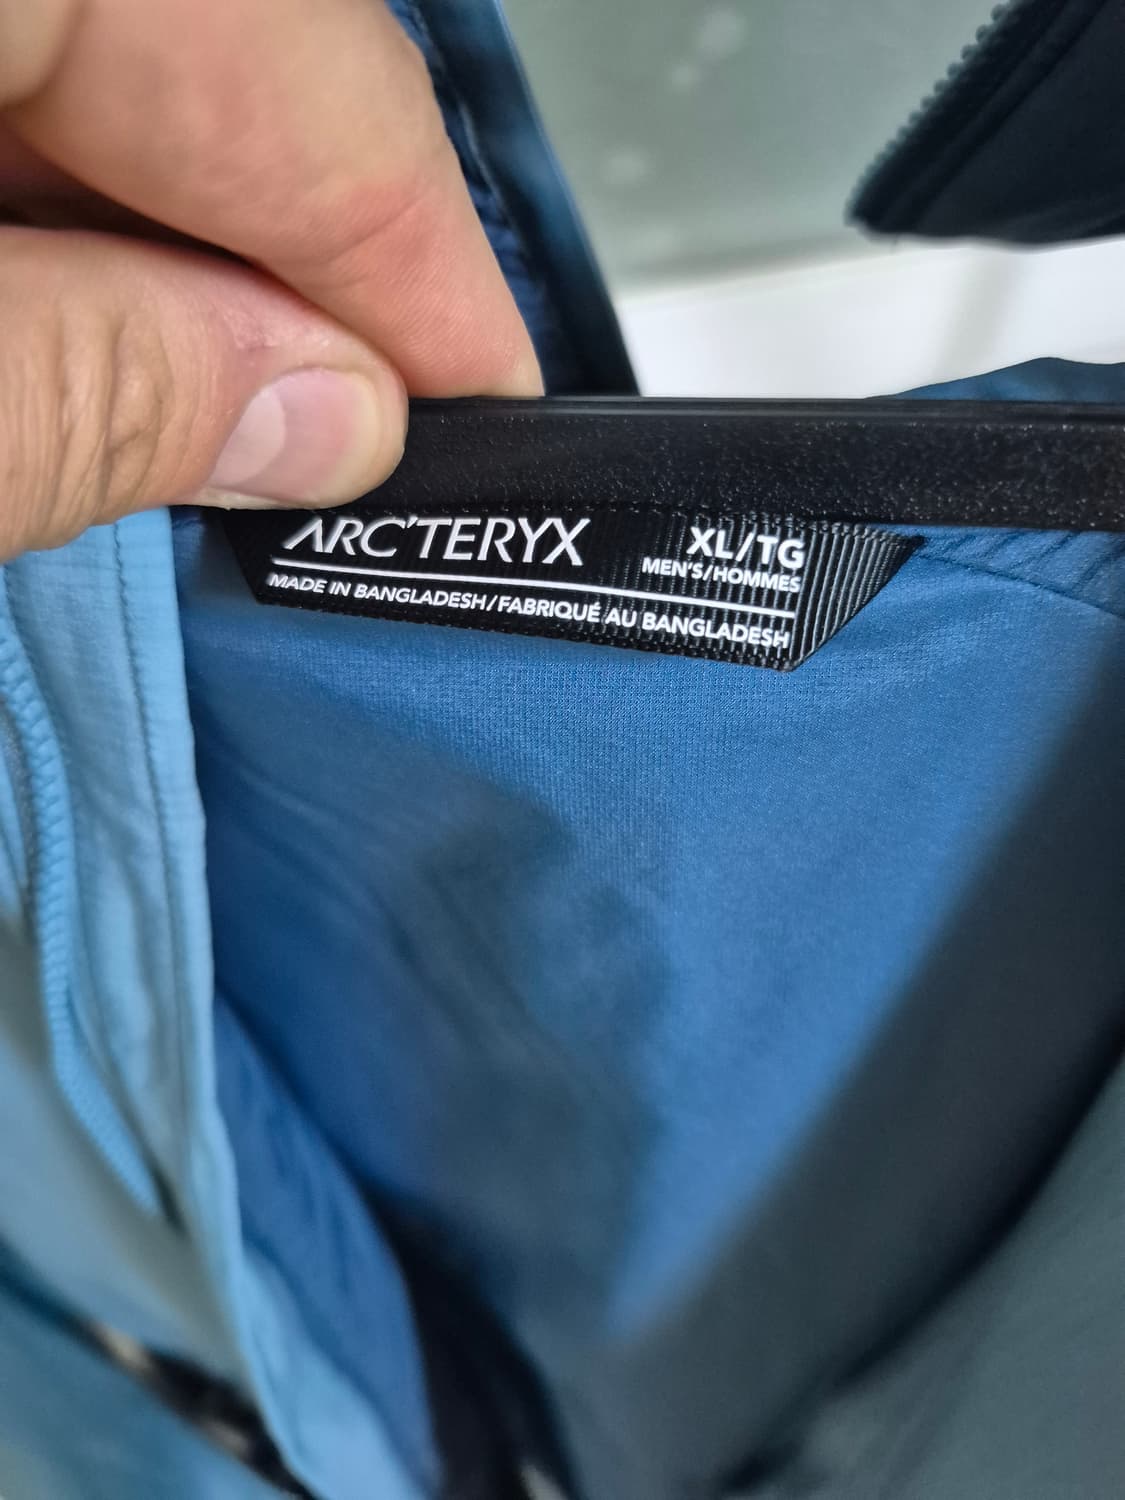 ARC'TERYX
XL/TG
MEN'S/HOMMES
MADE IN BANGLADESH/FABRIQUÉ AU BANGLADESH